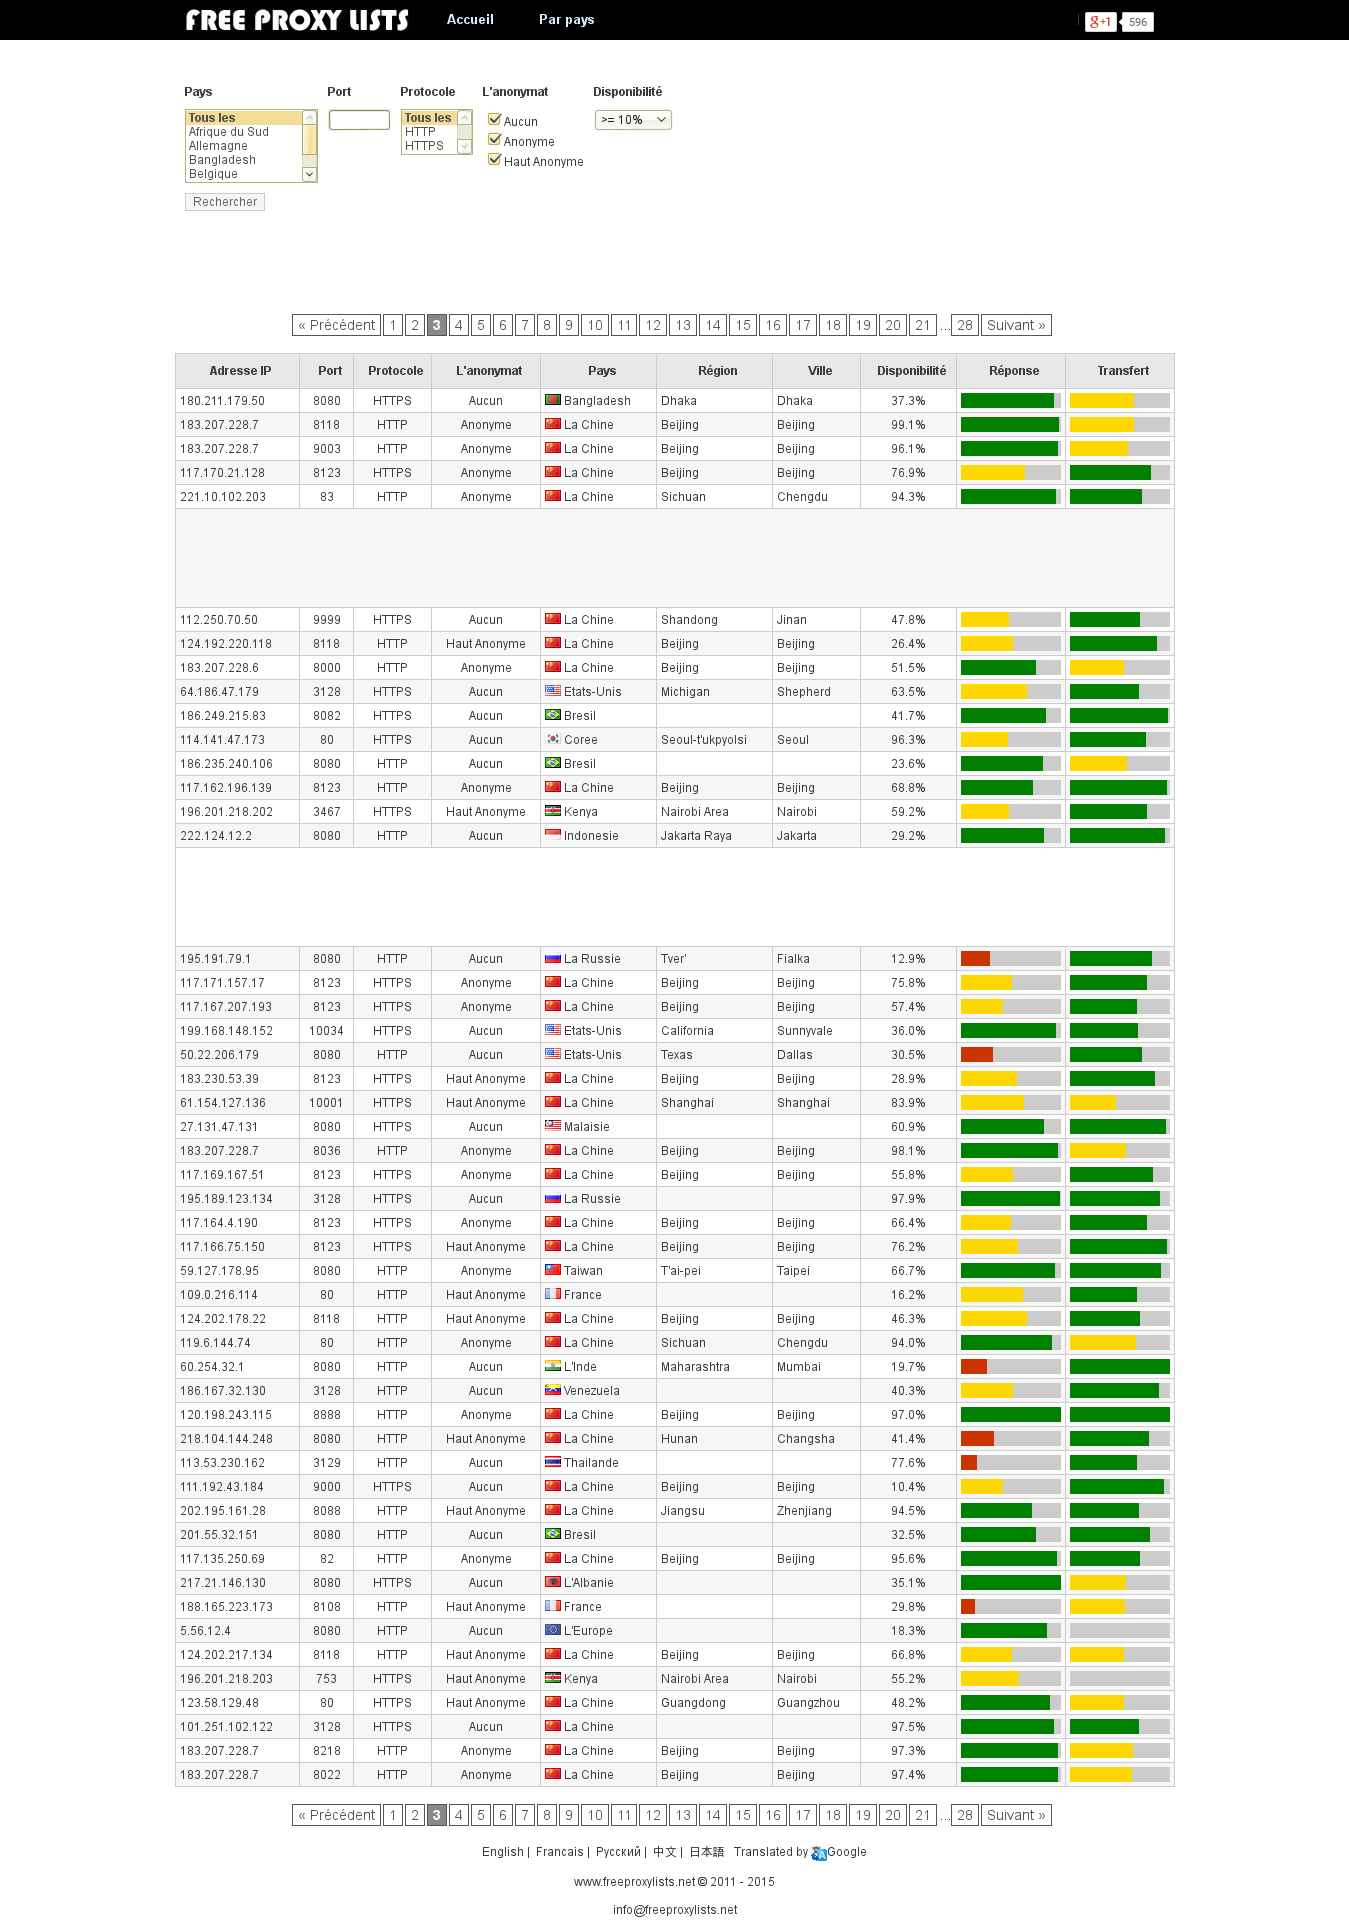 FREE PROXY LISTS Accueil Par pays g+1 596
Pays Port Protocole L'anonymat Disponibilité
Tous les Tous les Aucun >= 10%
Afrique du Sud HTTP Anonyme
Allemagne HTTPS Haut Anonyme
Bangladesh
Belgique
Rechercher
« Précédent 1 2 3 4 5 6 7 8 9 10 11 12 13 14 15 16 17 18 19 20 21 ... 28 Suivant »
Adresse IP Port Protocole L'anonymat Pays Région Ville Disponibilité Réponse Transfert
180.211.179.50 8080 HTTPS Aucun Bangladesh Dhaka Dhaka 37.3%
183.207.228.7 8118 HTTP Anonyme La Chine Beijing Beijing 99.1%
183.207.228.7 9003 HTTP Anonyme La Chine Beijing Beijing 96.1%
117.170.21.128 8123 HTTPS Anonyme La Chine Beijing Beijing 76.9%
221.10.102.203 83 HTTP Anonyme La Chine Sichuan Chengdu 94.3%
112.250.70.50 9999 HTTPS Aucun La Chine Shandong Jinan 47.8%
124.192.220.118 8118 HTTP Haut Anonyme La Chine Beijing Beijing 26.4%
183.207.228.6 8000 HTTP Anonyme La Chine Beijing Beijing 51.5%
64.186.47.179 3128 HTTPS Aucun Etats-Unis Michigan Shepherd 63.5%
186.249.215.83 8082 HTTPS Aucun Bresil 41.7%
114.141.47.173 80 HTTPS Aucun Coree Seoul-t'ukpyolsi Seoul 96.3%
186.235.240.106 8080 HTTP Aucun Bresil 23.6%
117.162.196.139 8123 HTTP Anonyme La Chine Beijing Beijing 68.8%
196.201.218.202 3467 HTTPS Haut Anonyme Kenya Nairobi Area Nairobi 59.2%
222.124.12.2 8080 HTTP Aucun Indonesie Jakarta Raya Jakarta 29.2%
195.191.79.1 8080 HTTP Aucun La Russie Tver' Fialka 12.9%
117.171.157.17 8123 HTTPS Anonyme La Chine Beijing Beijing 75.8%
117.167.207.193 8123 HTTPS Anonyme La Chine Beijing Beijing 57.4%
199.168.148.152 10034 HTTPS Aucun Etats-Unis California Sunnyvale 36.0%
50.22.206.179 8080 HTTP Aucun Etats-Unis Texas Dallas 30.5%
183.230.53.39 8123 HTTPS Haut Anonyme La Chine Beijing Beijing 28.9%
61.154.127.136 10001 HTTPS Haut Anonyme La Chine Shanghai Shanghai 83.9%
27.131.47.131 8080 HTTPS Aucun Malaisie 60.9%
183.207.228.7 8036 HTTP Anonyme La Chine Beijing Beijing 98.1%
117.169.167.51 8123 HTTPS Anonyme La Chine Beijing Beijing 55.8%
195.189.123.134 3128 HTTPS Aucun La Russie 97.9%
117.164.4.190 8123 HTTPS Anonyme La Chine Beijing Beijing 66.4%
117.166.75.150 8123 HTTPS Haut Anonyme La Chine Beijing Beijing 76.2%
59.127.178.95 8080 HTTP Anonyme Taiwan T'ai-pei Taipei 66.7%
109.0.216.114 80 HTTP Haut Anonyme France 16.2%
124.202.178.22 8118 HTTP Haut Anonyme La Chine Beijing Beijing 46.3%
119.6.144.74 80 HTTP Anonyme La Chine Sichuan Chengdu 94.0%
60.254.32.1 8080 HTTP Aucun L'Inde Maharashtra Mumbai 19.7%
186.167.32.130 3128 HTTP Aucun Venezuela 40.3%
120.198.243.115 8888 HTTP Anonyme La Chine Beijing Beijing 97.0%
218.104.144.248 8080 HTTP Haut Anonyme La Chine Hunan Changsha 41.4%
113.53.230.162 3129 HTTP Aucun Thailande 77.6%
111.192.43.184 9000 HTTPS Aucun La Chine Beijing Beijing 10.4%
202.195.161.28 8088 HTTP Haut Anonyme La Chine Jiangsu Zhenjiang 94.5%
201.55.32.151 8080 HTTP Aucun Bresil 32.5%
117.135.250.69 82 HTTP Anonyme La Chine Beijing Beijing 95.6%
217.21.146.130 8080 HTTPS Aucun L'Albanie 35.1%
188.165.223.173 8108 HTTP Haut Anonyme France 29.8%
5.56.12.4 8080 HTTP Aucun L'Europe 18.3%
124.202.217.134 8118 HTTP Haut Anonyme La Chine Beijing Beijing 66.8%
196.201.218.203 753 HTTPS Haut Anonyme Kenya Nairobi Area Nairobi 55.2%
123.58.129.48 80 HTTPS Haut Anonyme La Chine Guangdong Guangzhou 48.2%
101.251.102.122 3128 HTTPS Aucun La Chine 97.5%
183.207.228.7 8218 HTTP Anonyme La Chine Beijing Beijing 97.3%
183.207.228.7 8022 HTTP Anonyme La Chine Beijing Beijing 97.4%
« Précédent 1 2 3 4 5 6 7 8 9 10 11 12 13 14 15 16 17 18 19 20 21 ... 28 Suivant »
English | Francais | Русский | 中文 | 日本語 Translated by Google
www.freeproxylists.net © 2011 - 2015
info@freeproxylists.net